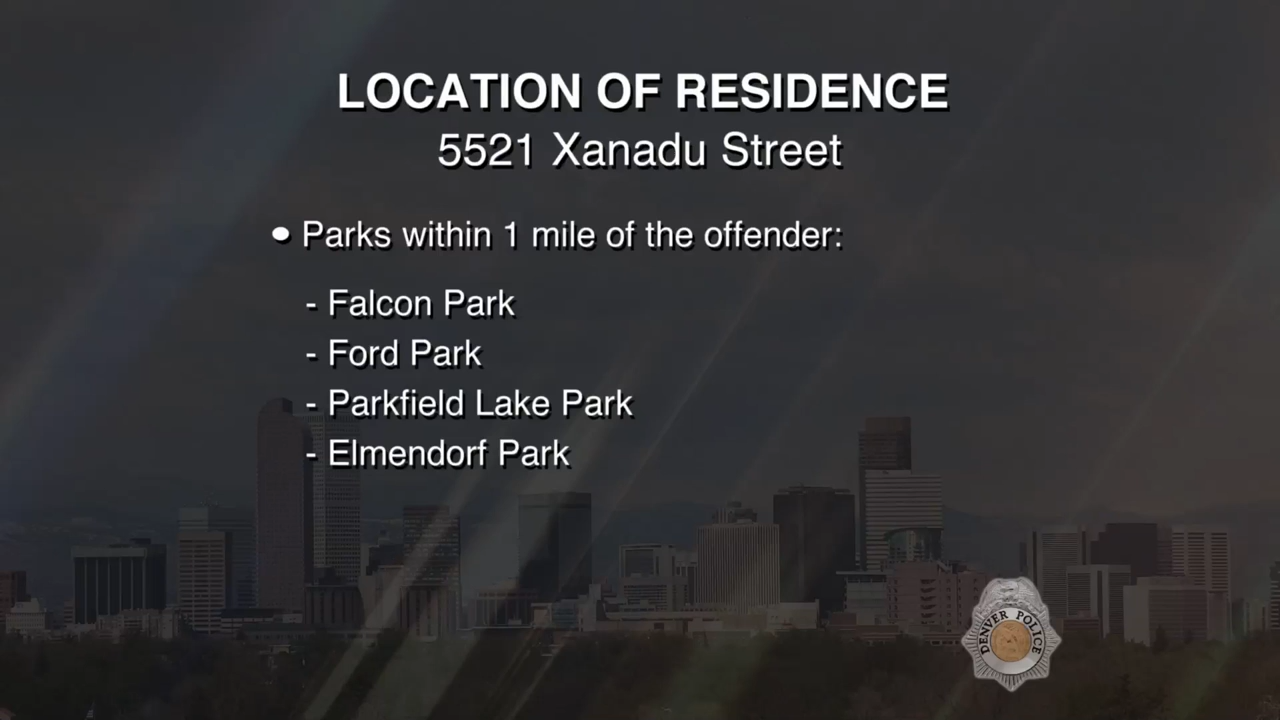 LOCATION OF RESIDENCE
5521 Xanadu Street
• Parks within 1 mile of the offender:
- Falcon Park
- Ford Park
- Parkfield Lake Park
- Elmendorf Park
DENVER POLICE